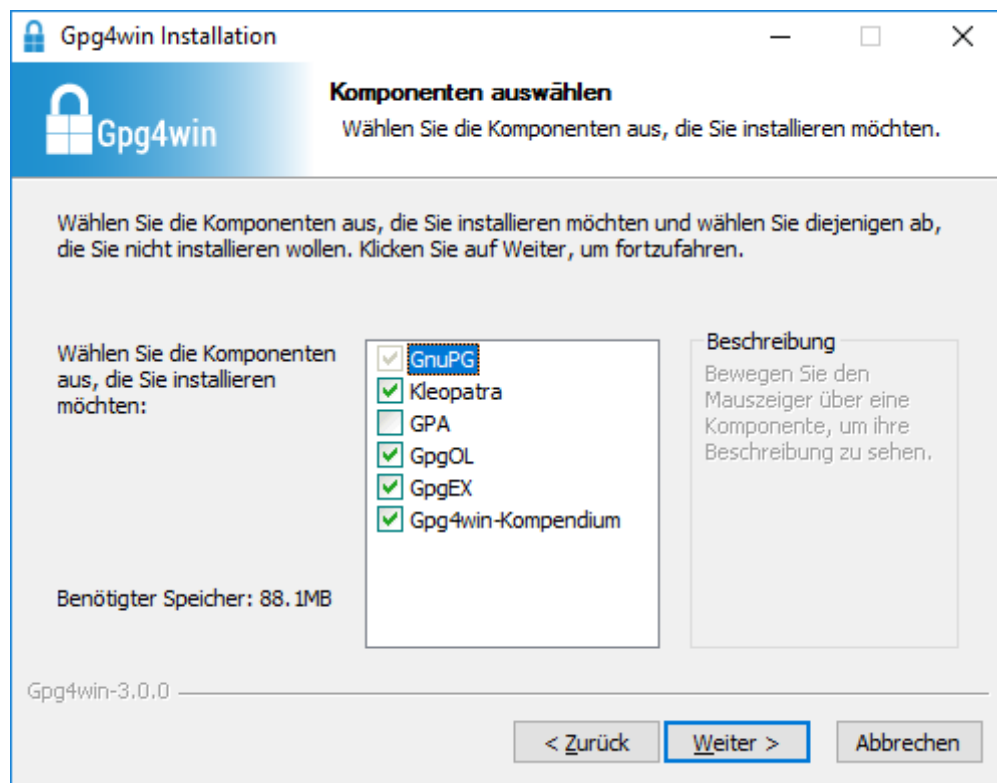 Gpg4win Installation
Gpg4win
Komponenten auswählen
Wählen Sie die Komponenten aus, die Sie installieren möchten.
Wählen Sie die Komponenten aus, die Sie installieren möchten und wählen Sie diejenigen ab,
die Sie nicht installieren wollen. Klicken Sie auf Weiter, um fortzufahren.
Wählen Sie die Komponenten
aus, die Sie installieren
möchten:
GnuPG
Kleopatra
GPA
GpgOL
GpgEX
Gpg4win-Kompendium
Beschreibung
Bewegen Sie den
Mauszeiger über eine
Komponente, um ihre
Beschreibung zu sehen.
Benötigter Speicher: 88.1MB
Gpg4win-3.0.0
< Zurück
Weiter >
Abbrechen